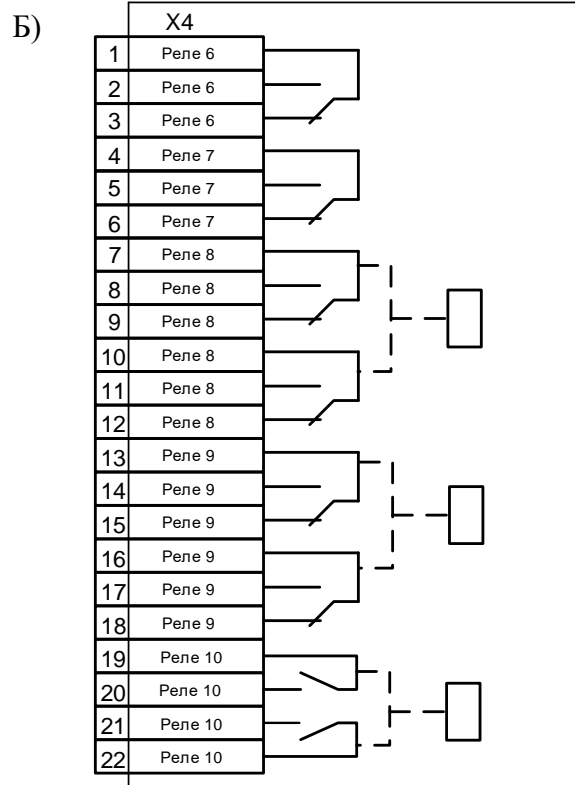 Б)
X4
1 Реле 6
2 Реле 6
3 Реле 6
4 Реле 7
5 Реле 7
6 Реле 7
7 Реле 8
8 Реле 8
9 Реле 8
10 Реле 8
11 Реле 8
12 Реле 8
13 Реле 9
14 Реле 9
15 Реле 9
16 Реле 9
17 Реле 9
18 Реле 9
19 Реле 10
20 Реле 10
21 Реле 10
22 Реле 10